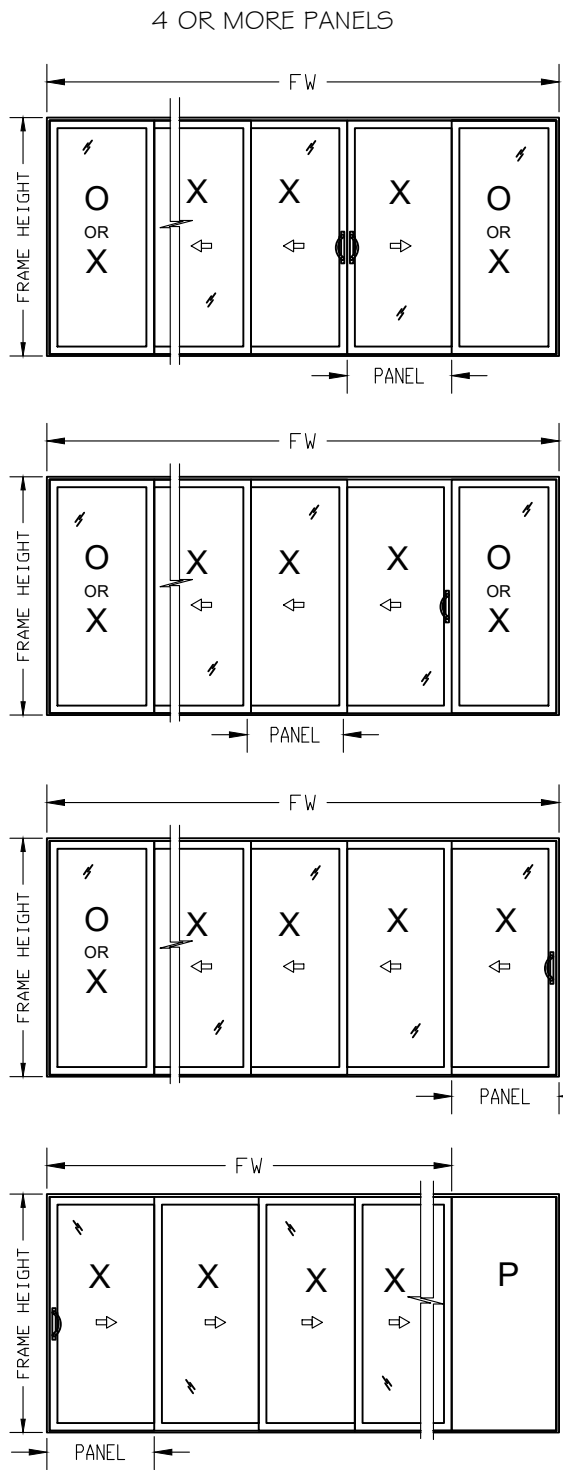 4 OR MORE PANELS
FW
FRAME HEIGHT
O OR X
X
X
X
O OR X
PANEL
FW
FRAME HEIGHT
O OR X
X
X
X
O OR X
PANEL
FW
FRAME HEIGHT
O OR X
X
X
X
X
PANEL
FW
FRAME HEIGHT
X
X
X
X
P
PANEL